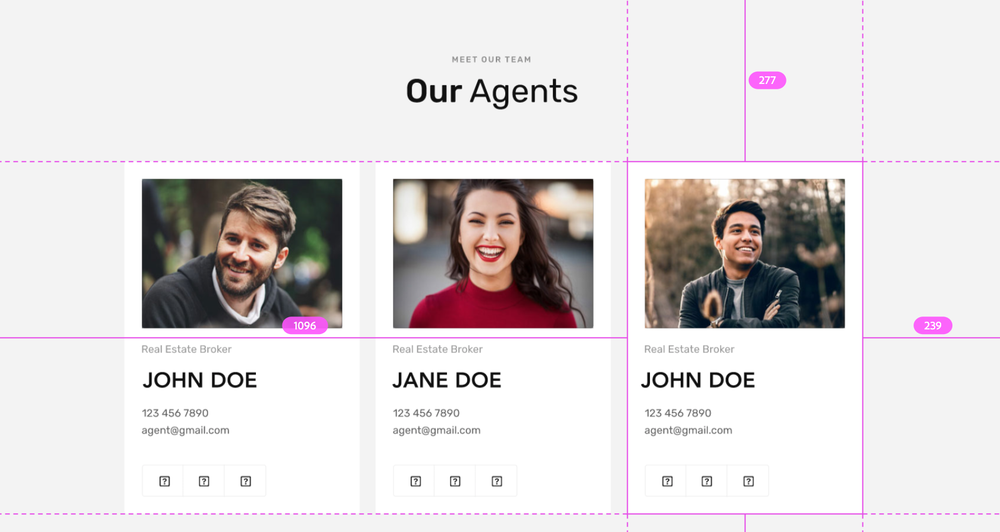 MEET OUR TEAM
Our Agents
277
1096
239
Real Estate Broker
JOHN DOE
123 456 7890
agent@gmail.com
Real Estate Broker
JANE DOE
123 456 7890
agent@gmail.com
Real Estate Broker
JOHN DOE
123 456 7890
agent@gmail.com